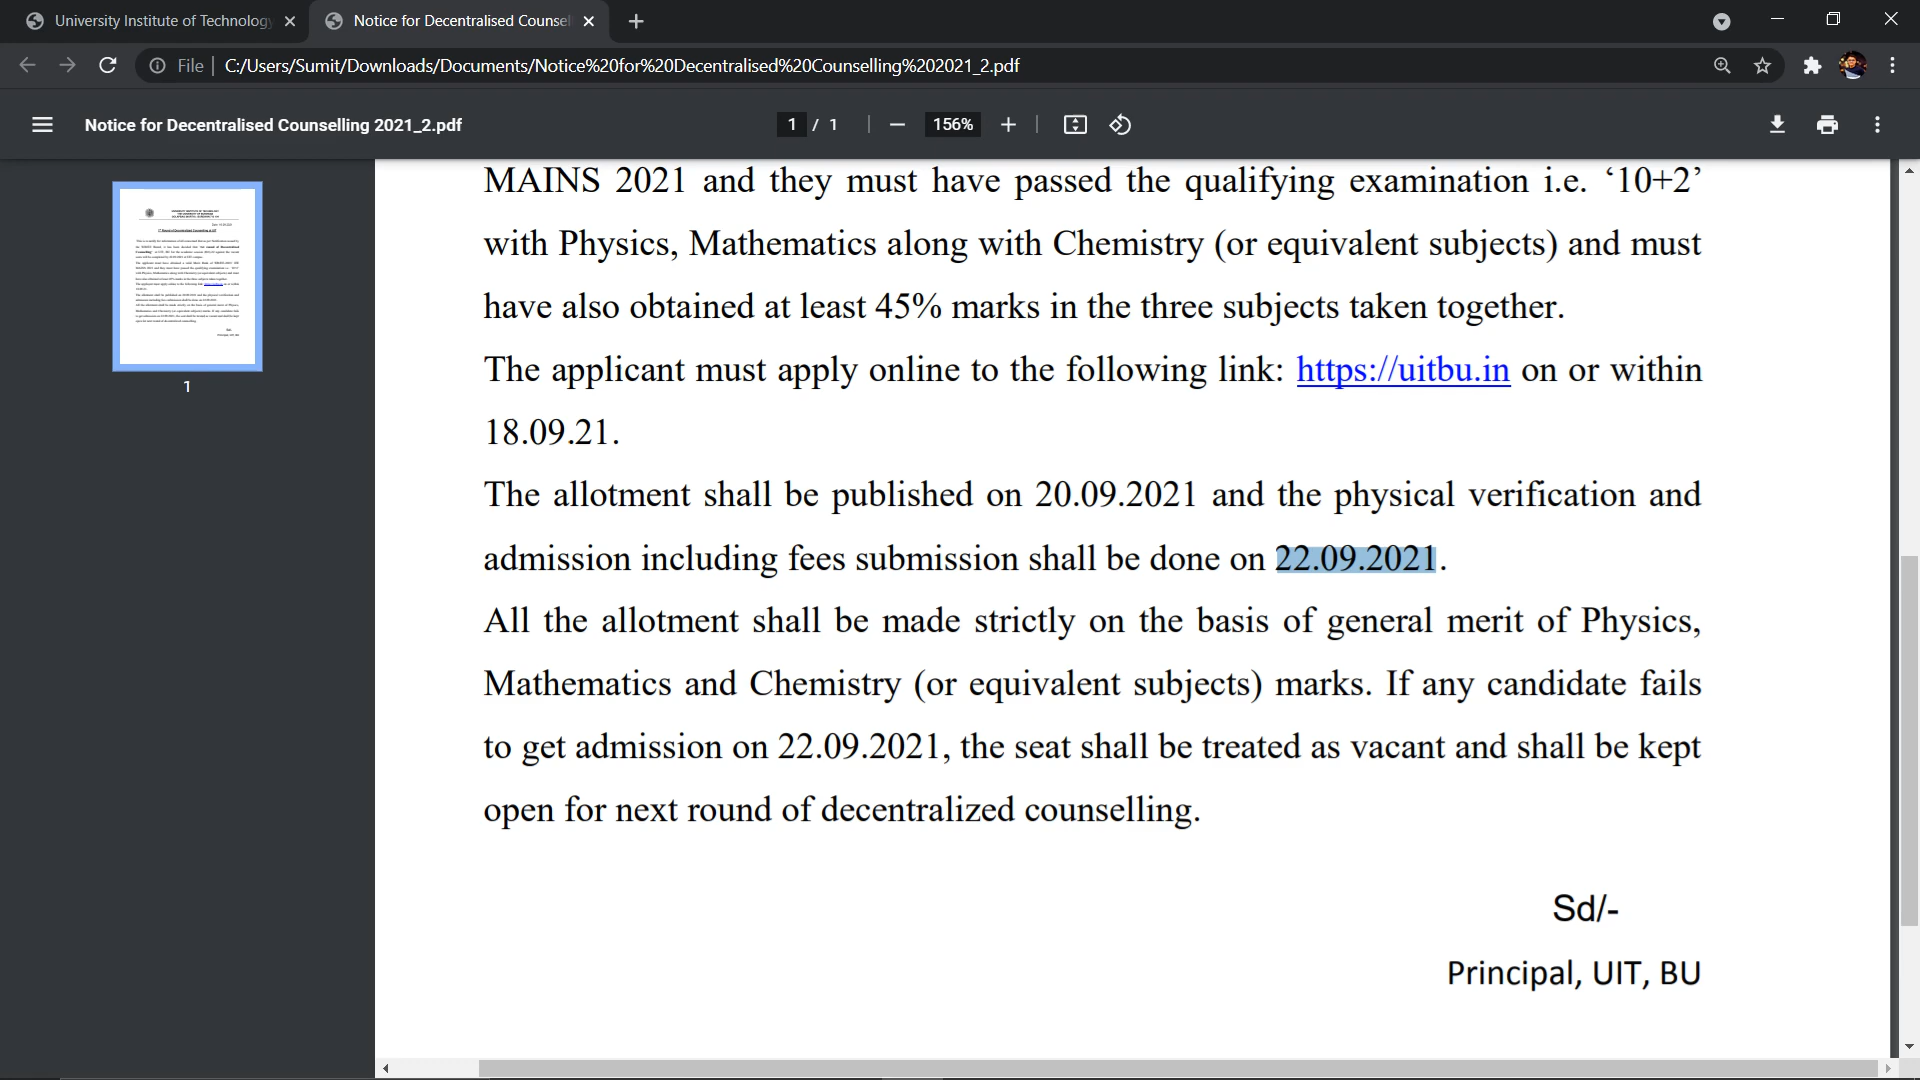 University Institute of Technology
Notice for Decentralised Counsel
File
C:/Users/Sumit/Downloads/Documents/Notice%20for%20Decentralised%20Counselling%202021_2.pdf
Notice for Decentralised Counselling 2021_2.pdf
1 / 1
156%
1
MAINS 2021 and they must have passed the qualifying examination i.e. ‘10+2’
with Physics, Mathematics along with Chemistry (or equivalent subjects) and must
have also obtained at least 45% marks in the three subjects taken together.
The applicant must apply online to the following link: https://uitbu.in on or within
18.09.21.
The allotment shall be published on 20.09.2021 and the physical verification and
admission including fees submission shall be done on 22.09.2021.
All the allotment shall be made strictly on the basis of general merit of Physics,
Mathematics and Chemistry (or equivalent subjects) marks. If any candidate fails
to get admission on 22.09.2021, the seat shall be treated as vacant and shall be kept
open for next round of decentralized counselling.
Sd/-
Principal, UIT, BU